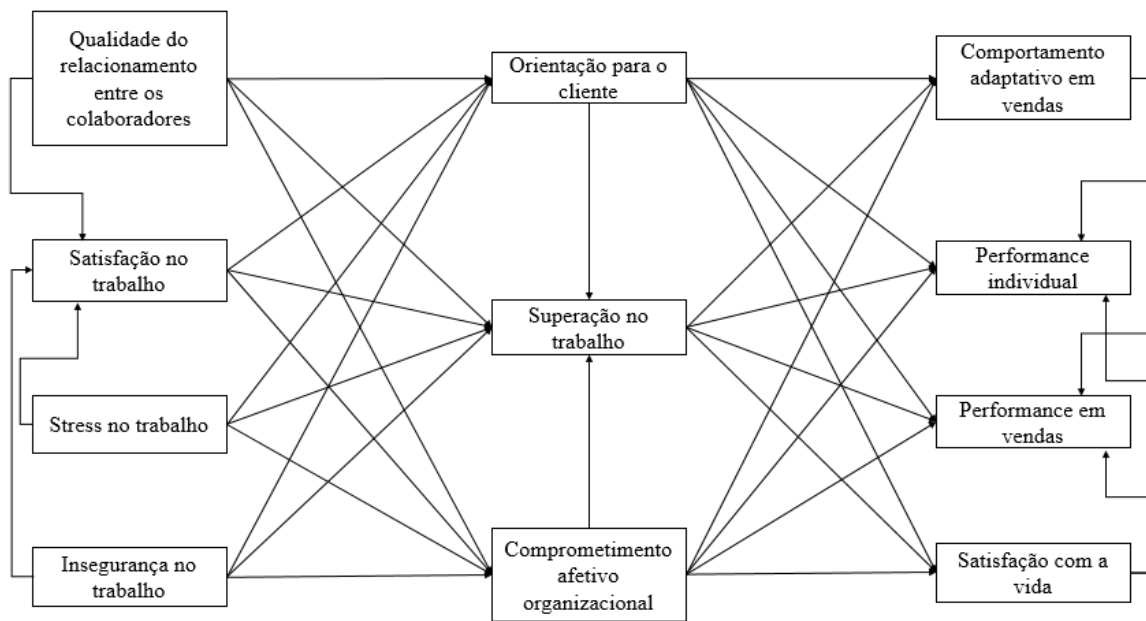 Qualidade do
relacionamento
entre os
colaboradores
Satisfação no
trabalho
Stress no trabalho
Insegurança no
trabalho
Orientação para o
cliente
Superação no
trabalho
Comprometimento
afetivo
organizacional
Comportamento
adaptativo em
vendas
Performance
individual
Performance em
vendas
Satisfação com a
vida